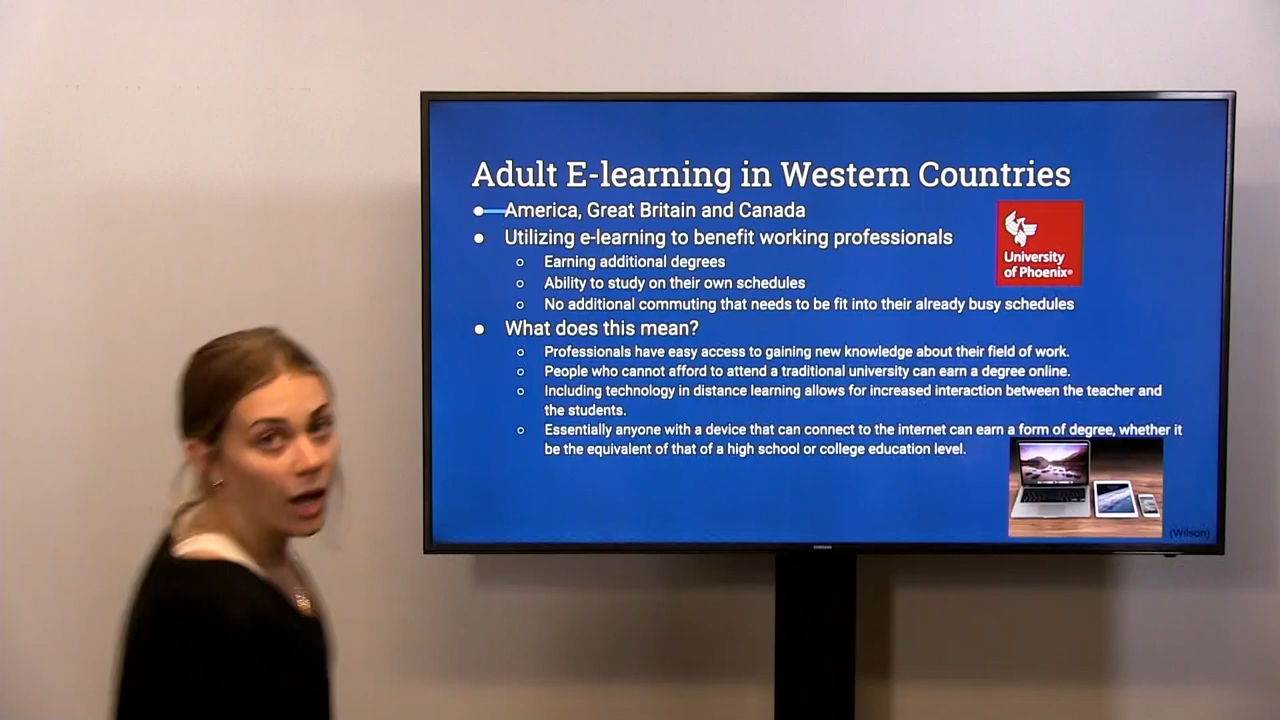 Adult E-learning in Western Countries
America, Great Britain and Canada
Utilizing e-learning to benefit working professionals
Earning additional degrees
Ability to study on their own schedules
No additional commuting that needs to be fit into their already busy schedules
What does this mean?
Professionals have easy access to gaining new knowledge about their field of work.
People who cannot afford to attend a traditional university can earn a degree online.
Including technology in distance learning allows for increased interaction between the teacher and
the students.
Essentially anyone with a device that can connect to the internet can earn a form of degree, whether it
be the equivalent of that of a high school or college education level.
University
of Phoenix®
(Wilson)
SAMSUNG